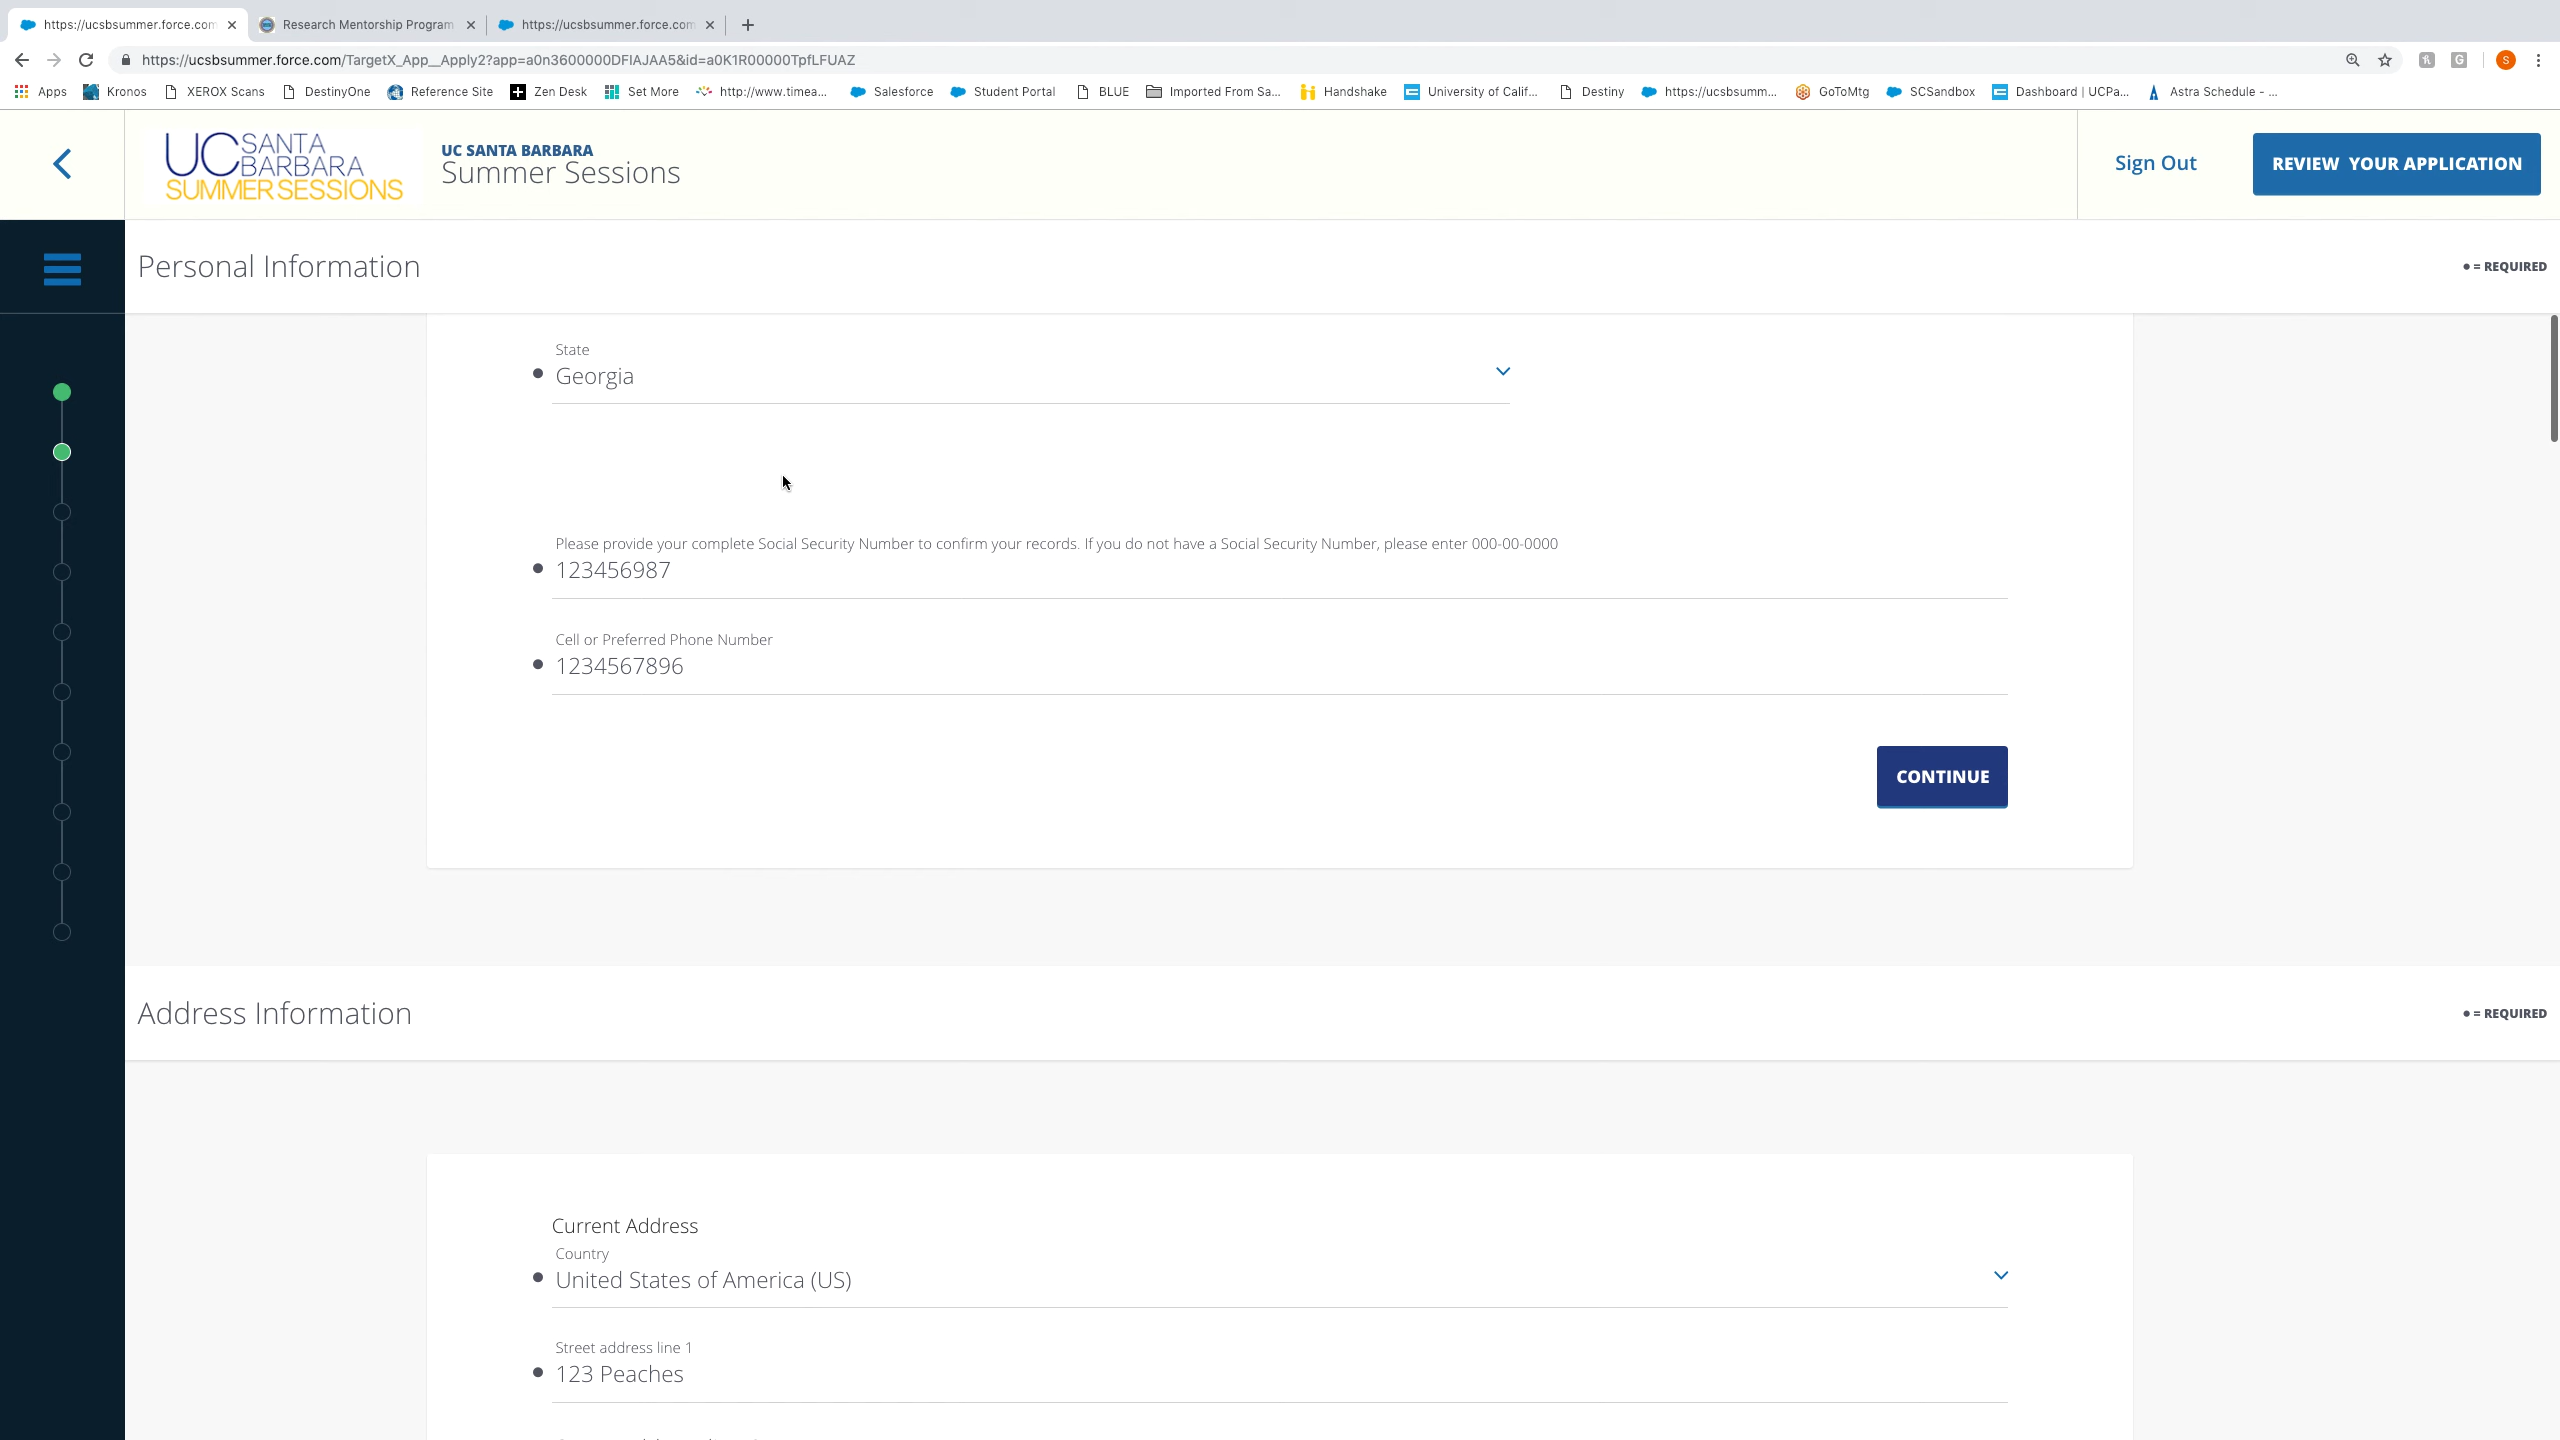 https://ucsbsummer.force.com
Research Mentorship Program
https://ucsbsummer.force.com
https://ucsbsummer.force.com/TargetX_App__Apply2?app=a0n3600000DFIAJAA5&id=a0K1R00000TpfLFUAZ
S
Apps Kronos XEROX Scans DestinyOne Reference Site Zen Desk Set More http://www.timea... Salesforce Student Portal BLUE Imported From Sa... Handshake University of Calif... Destiny https://ucsbsumm... GoToMtg SCSandbox Dashboard | UCPa... Astra Schedule - ...
UC SANTA BARBARA
SUMMER SESSIONS
UC SANTA BARBARA
Summer Sessions
Sign Out
REVIEW YOUR APPLICATION
Personal Information
= REQUIRED
State
Georgia
Please provide your complete Social Security Number to confirm your records. If you do not have a Social Security Number, please enter 000-00-0000
123456987
Cell or Preferred Phone Number
1234567896
CONTINUE
Address Information
= REQUIRED
Current Address
Country
United States of America (US)
Street address line 1
123 Peaches